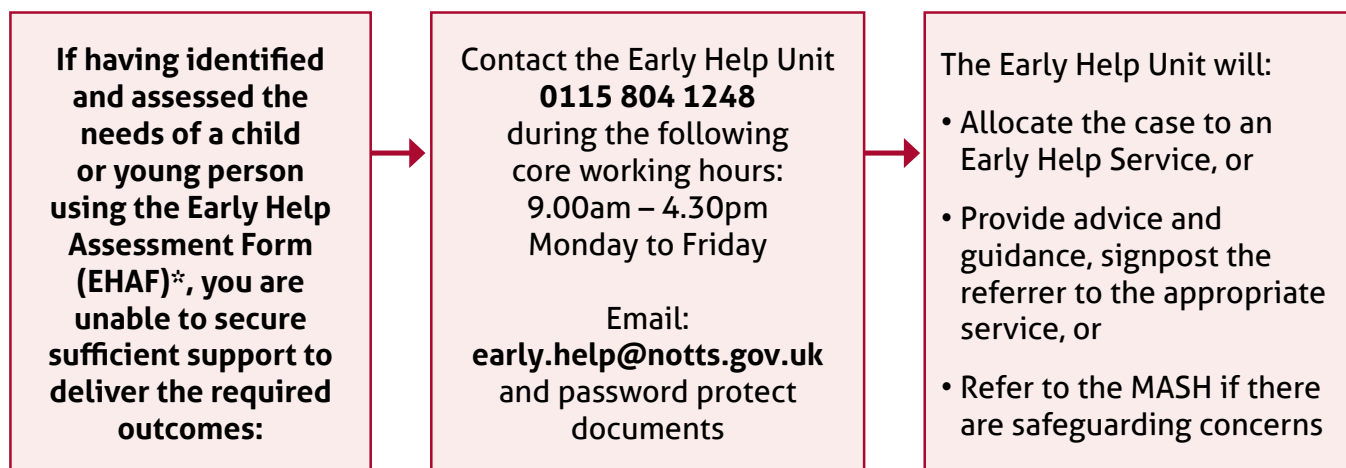 If having identified
and assessed the
needs of a child
or young person
using the Early Help
Assessment Form
(EHAF)*, you are
unable to secure
sufficient support to
deliver the required
outcomes:
Contact the Early Help Unit
0115 804 1248
during the following
core working hours:
9.00am – 4.30pm
Monday to Friday
Email:
early.help@notts.gov.uk
and password protect
documents
The Early Help Unit will:
• Allocate the case to an
Early Help Service, or
• Provide advice and
guidance, signpost the
referrer to the appropriate
service, or
• Refer to the MASH if there
are safeguarding concerns